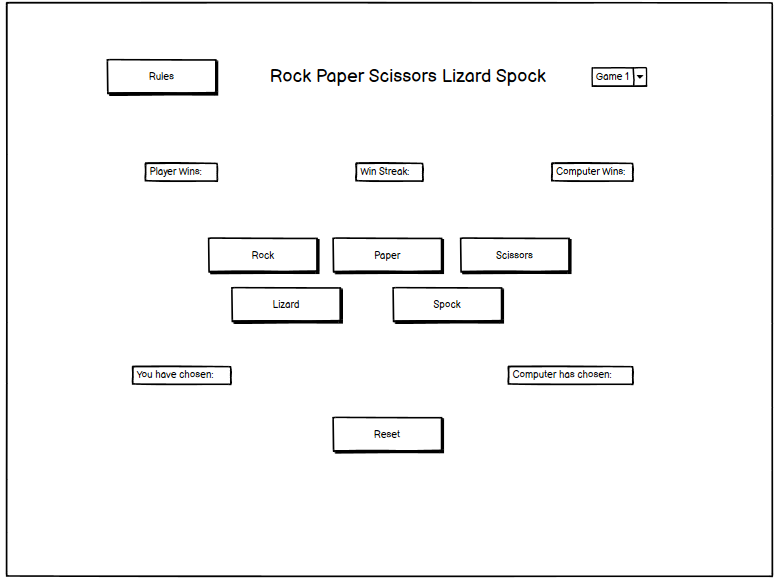 Rules
Rock Paper Scissors Lizard Spock
Game 1
Player Wins:
Win Streak:
Computer Wins:
Rock
Paper
Scissors
Lizard
Spock
You have chosen:
Computer has chosen:
Reset